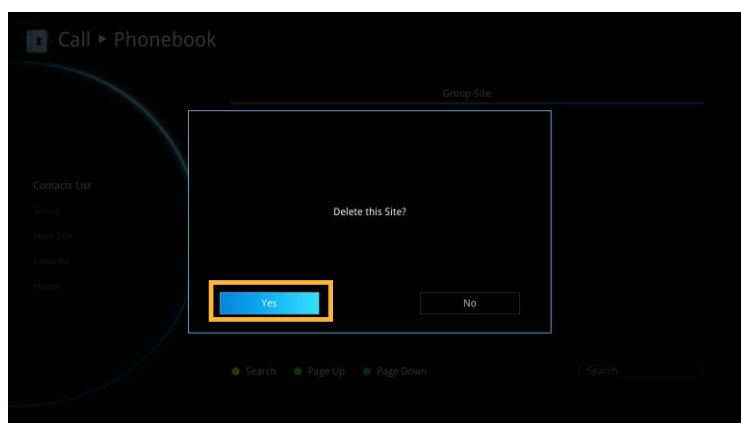 Call ▸ Phonebook
Group-Site
Contacts List
Group
New Site
Favorite
Home
Delete this Site?
Yes
No
Search
Page Up
Page Down
Search